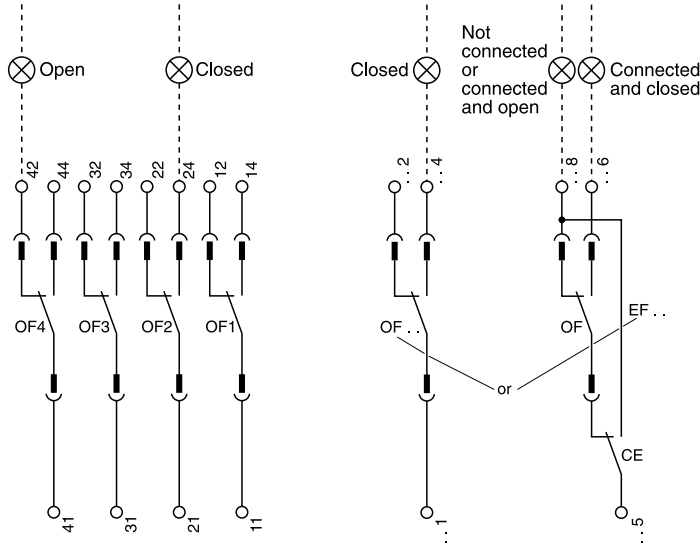 Open
Closed
Closed
Not
connected
or
connected
and open
Connected
and closed
42
44
32
34
22
24
12
14
. . 2
. . 4
. . 8
. . 6
OF4
OF3
OF2
OF1
OF . .
OF
EF . .
or
CE
41
31
21
11
. . 1
. . 5